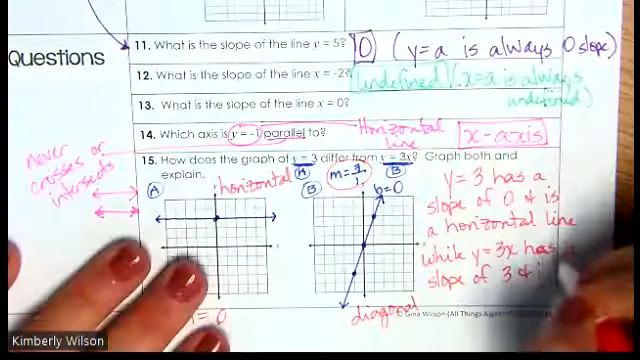 Questions
11. What is the slope of the line y = 5? 0 (y=a is always 0 slope)
12. What is the slope of the line x = -2? undefined (x=a is always undefined)
13. What is the slope of the line x = 0?
14. Which axis is y = -1 parallel to? Horizontal line x-axis
never crosses or intersects
15. How does the graph of y = 3 differ from y = 3x? Graph both and
explain.
A
B
A horizontal
B m=3/1 b=0
y=3 has a
slope of 0 & is
a horizontal line
while y=3x has
slope of 3 &
= 0
diagonal
© Gina Wilson (All Things Algebra
Kimberly Wilson